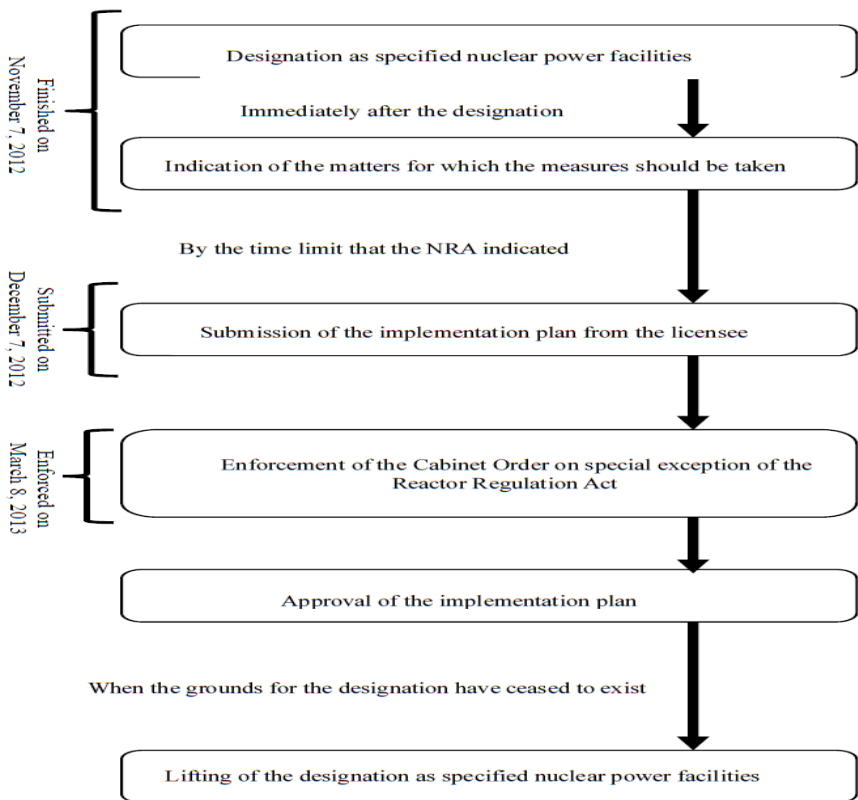 Designation as specified nuclear power facilities
Finished on
November 7, 2012
Immediately after the designation
Indication of the matters for which the measures should be taken
By the time limit that the NRA indicated
Submitted on
December 7, 2012
Submission of the implementation plan from the licensee
Enforced on
March 8, 2013
Enforcement of the Cabinet Order on special exception of the
Reactor Regulation Act
Approval of the implementation plan
When the grounds for the designation have ceased to exist
Lifting of the designation as specified nuclear power facilities